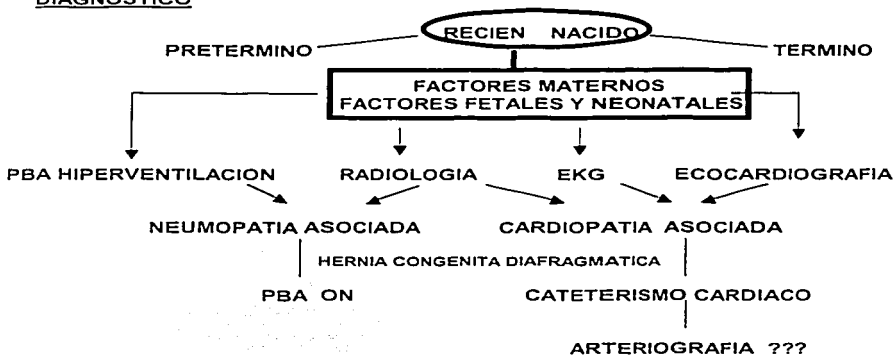 DIAGNOSTICO
RECIEN NACIDO
PRETERMINO
TERMINO
FACTORES MATERNOS
FACTORES FETALES Y NEONATALES
PBA HIPERVENTILACION RADIOLOGIA EKG ECOCARDIOGRAFIA
NEUMOPATIA ASOCIADA CARDIOPATIA ASOCIADA
HERNIA CONGENITA DIAFRAGMATICA
PBA ON CATETERISMO CARDIACO
ARTERIOGRAFIA ???